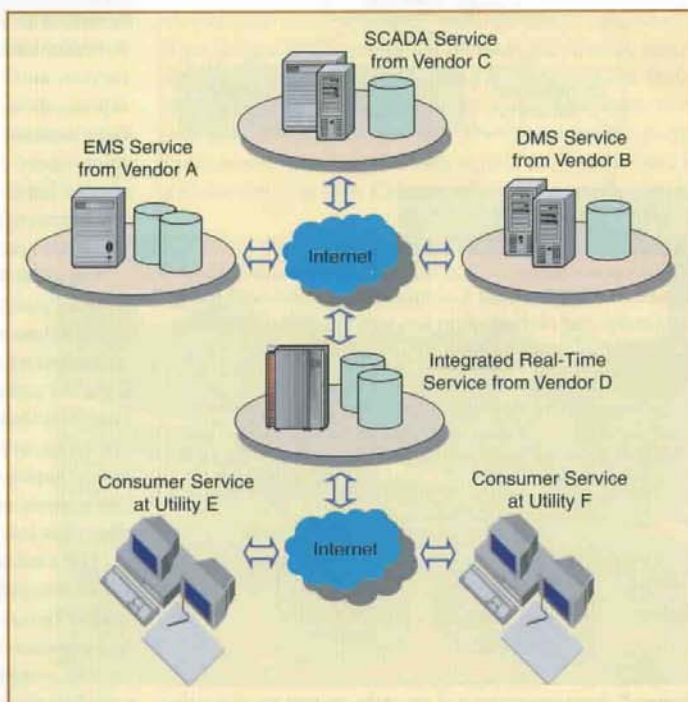 SCADA Service
from Vendor C
EMS Service
from Vendor A
DMS Service
from Vendor B
Internet
Integrated Real-Time
Service from Vendor D
Consumer Service
at Utility E
Consumer Service
at Utility F
Internet